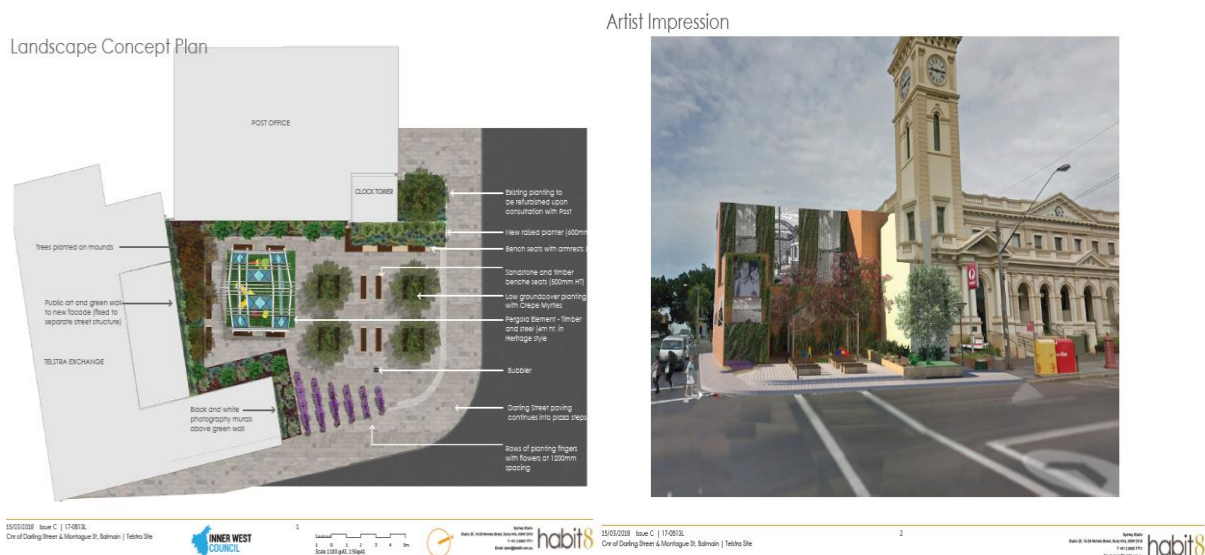 Landscape Concept Plan
POST OFFICE
CLOCK TOWER
Existing planting to
be refurbished upon
consultation with Post
Trees planted on mounds
New raised planter (600mm
Bench seats with armrests
Sandstone and timber
benche seats (500mm HT)
Public art and green wall
to new facade (fixed to
separate street structure)
Low groundcover planting
with Crepe Myrtles
Pergola Element - Timber
and steel (4m ht. in
Heritage style
TELSTRA EXCHANGE
Bubbler
Black and white
photography murals
above green wall
Darling Street paving
continues into plaza steps
Rows of planting fingers
with flowers at 1200mm
spacing
15/03/2018 Issue C | 17-0813L
Cnr of Darling Street & Montague St, Balmain | Telstra Site
INNER WEST
COUNCIL
1
habit8
Artist Impression
15/03/2018 Issue C | 17-0813L
Cnr of Darling Street & Montague St, Balmain | Telstra Site
2
habit8